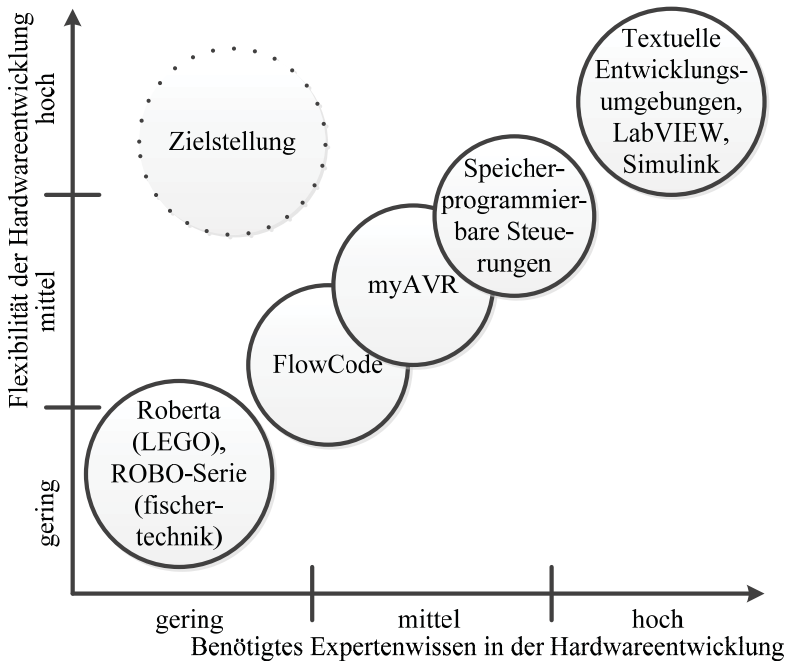 Flexibilität der Hardwareentwicklung
hoch
mittel
gering
Zielstellung
Textuelle
Entwicklungs-
umgebungen,
LabVIEW,
Simulink
Speicher-
programmier-
bare Steue-
rungen
myAVR
FlowCode
Roberta
(LEGO),
ROBO-Serie
(fischer-
technik)
gering
mittel
hoch
Benötigtes Expertenwissen in der Hardwareentwicklung